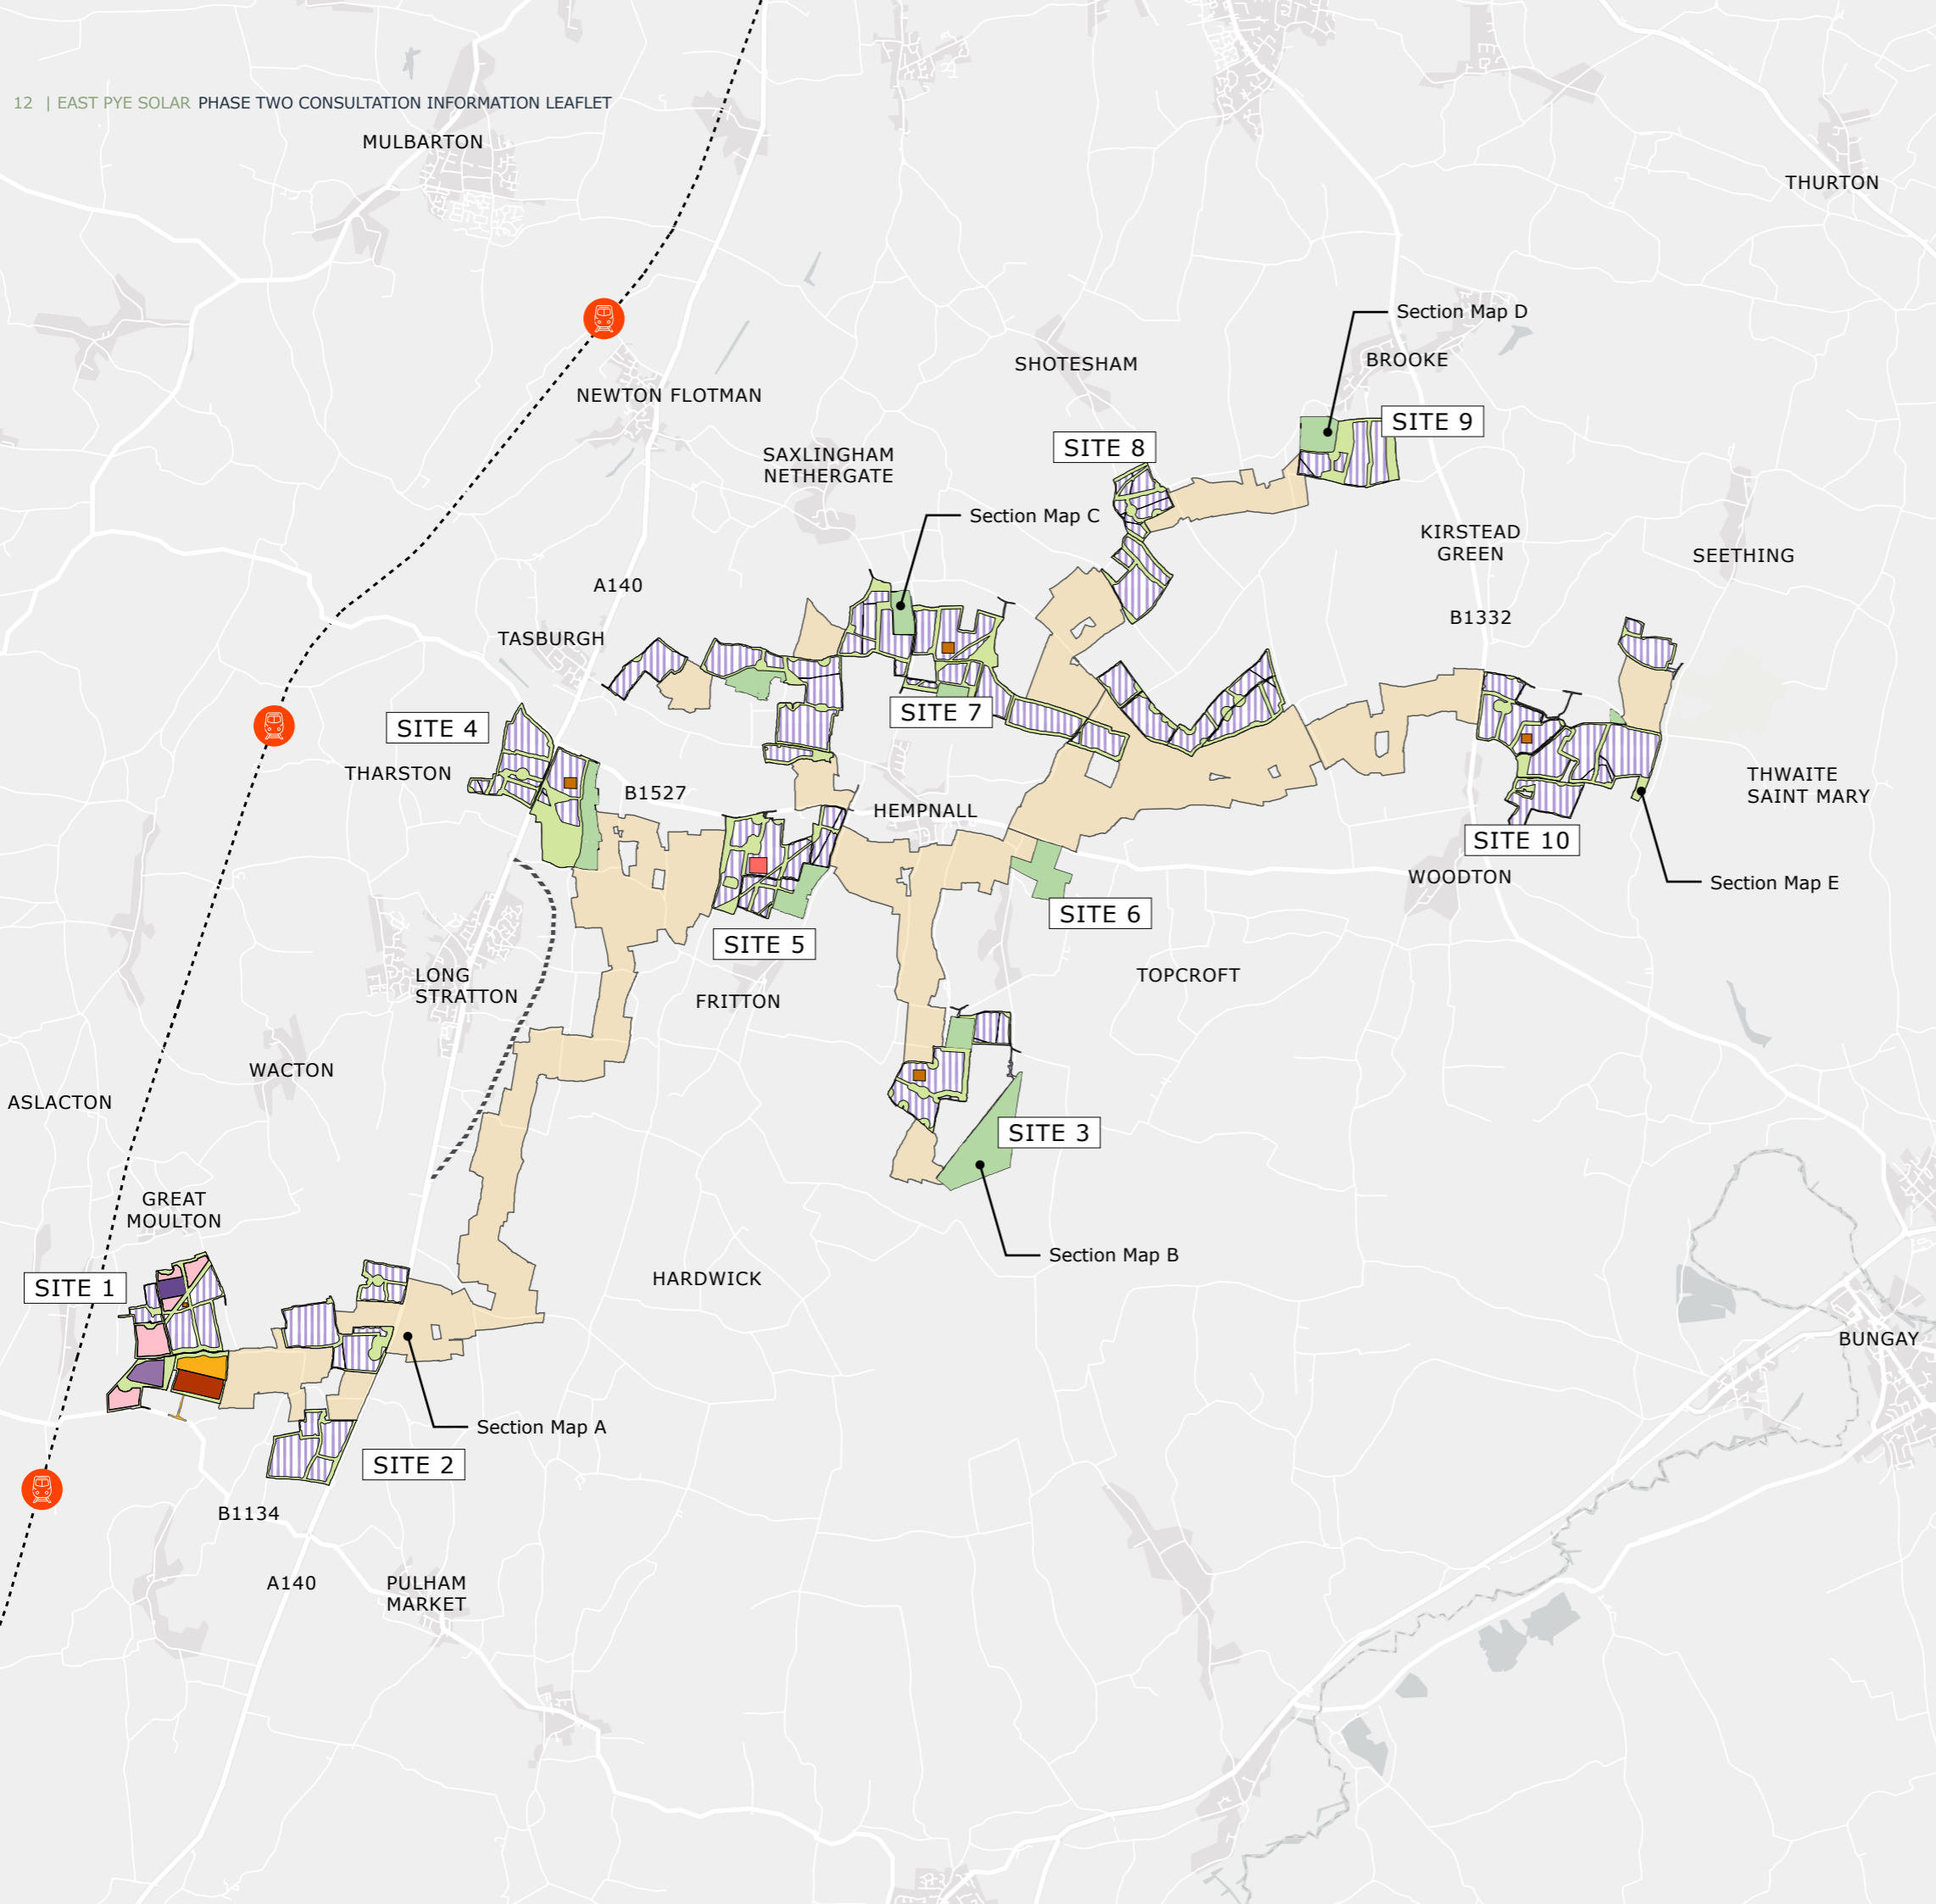 12 | EAST PYE SOLAR PHASE TWO CONSULTATION INFORMATION LEAFLET
MULBARTON
THURTON
Section Map D
BROOKE
SHOTESHAM
NEWTON FLOTMAN
SITE 9
SITE 8
SAXLINGHAM
NETHERGATE
Section Map C
KIRSTEAD
GREEN
SEETHING
A140
B1332
TASBURGH
SITE 7
SITE 4
THARSTON
B1527
HEMPNALL
THWAITE
SAINT MARY
SITE 10
WOODTON
Section Map E
SITE 6
SITE 5
LONG
STRATTON
FRITTON
TOPCROFT
WACTON
ASLACTON
SITE 3
GREAT
MOULTON
Section Map B
HARDWICK
SITE 1
BUNGAY
Section Map A
SITE 2
B1134
A140
PULHAM
MARKET